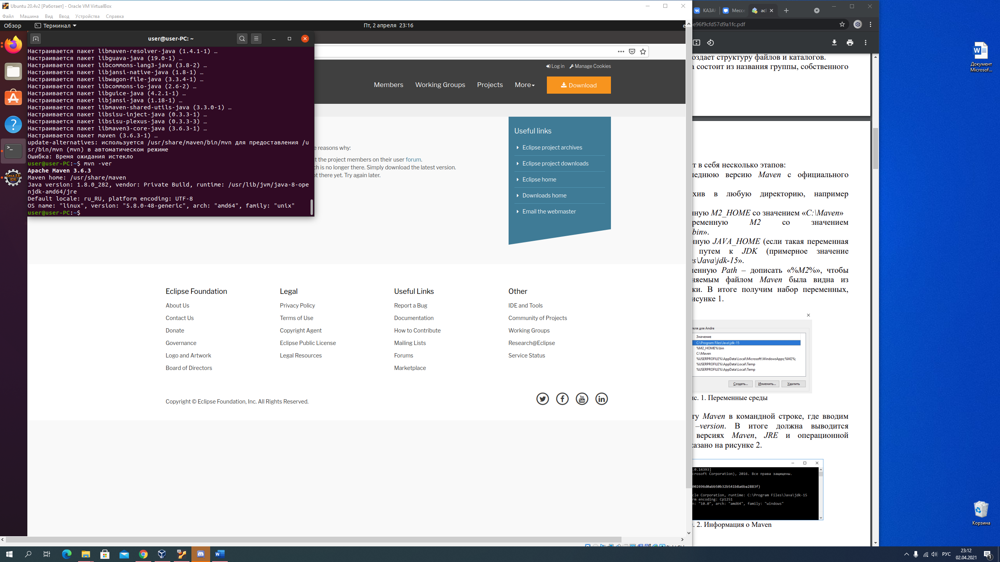 Ubuntu 20.4v2 [Работает] - Oracle VM VirtualBox
Файл Машина Вид Ввод Устройства Справка
Обзор Терминал Пт, 2 апреля 23:16
user@user-PC: ~
Настраивается пакет libmaven-resolver-java (1.4.1-1) …
Настраивается пакет libguava-java (19.0-1) …
Настраивается пакет libcommons-lang3-java (3.8-2) …
Настраивается пакет libjansi-native-java (1.8-1) …
Настраивается пакет libwagon-file-java (3.3.4-1) …
Настраивается пакет libcommons-io-java (2.6-2) …
Настраивается пакет libguice-java (4.2.1-1) …
Настраивается пакет libjansi-java (1.18-1) …
Настраивается пакет libmaven-shared-utils-java (3.3.0-1) …
Настраивается пакет libsisu-inject-java (0.3.3-1) …
Настраивается пакет libsisu-plexus-java (0.3.3-3) …
Настраивается пакет libmaven3-core-java (3.6.3-1) …
Настраивается пакет maven (3.6.3-1) …
update-alternatives: используется /usr/share/maven/bin/mvn для предоставления /u
sr/bin/mvn (mvn) в автоматическом режиме
Ошибка: Время ожидания истекло
user@user-PC:~$ mvn -ver
Apache Maven 3.6.3
Maven home: /usr/share/maven
Java version: 1.8.0_282, vendor: Private Build, runtime: /usr/lib/jvm/java-8-ope
njdk-amd64/jre
Default locale: ru_RU, platform encoding: UTF-8
OS name: "linux", version: "5.8.0-48-generic", arch: "amd64", family: "unix"
user@user-PC:~$
Java EE
IDE
Log in Manage Cookies
Members Working Groups Projects More Download
e reasons why:
t the project members on their user forum.
ch is no longer there. Simply download the latest version.
ot there yet. Try again later.
Useful links
Eclipse project archives
Eclipse project downloads
Eclipse home
Downloads home
Email the webmaster
Eclipse Foundation
About Us
Contact Us
Donate
Governance
Logo and Artwork
Board of Directors
Legal
Privacy Policy
Terms of Use
Copyright Agent
Eclipse Public License
Legal Resources
Useful Links
Report a Bug
Documentation
How to Contribute
Mailing Lists
Forums
Marketplace
Other
IDE and Tools
Community of Projects
Working Groups
Research@Eclipse
Service Status
Copyright © Eclipse Foundation, Inc. All Rights Reserved.
КАЗАН Мессе
e96f9cfd57d9a1fc.pdf
оздает структуру файлов и каталогов.
а состоит из названия группы, собственного
т в себя несколько этапов:
леднюю версию Maven с официального
хив в любую директорию, например
нную M2_HOME со значением «C:\Maven»
ременную M2 со значением
bin».
нную JAVA_HOME (если такая переменная
путем к JDK (примерное значение
es\Java\jdk-15».
менную Path – дописать «%M2%», чтобы
няемым файлом Maven была видна из
ки. В итоге получим набор переменных,
исунке 1.
теля для Andre
Значение
C:\Program Files\Java\jdk-15
%M2_HOME%\bin
C:\Maven
%USERPROFILE%\AppData\Local\Microsoft\WindowsApps;%M2%;
%USERPROFILE%\AppData\Local\Temp
%USERPROFILE%\AppData\Local\Temp
Создать... Изменить... Удалить
ис. 1. Переменные среды
ту Maven в командной строке, где вводим
–version. В итоге должна выводится
версиях Maven, JRE и операционной
казано на рисунке 2.
.0.14393]
crosoft Corporation), 2016. Все права защищены.
002696d0abb50b32b541b8a6ba2883f)
cle Corporation, runtime: C:\Program Files\Java\jdk-15
rm encoding: Cp1251
n: "10.0", arch: "amd64", family: "windows"
. 2. Информация о Maven
Документ
Microsof...
Корзина
РУС
23:12
02.04.2021
1